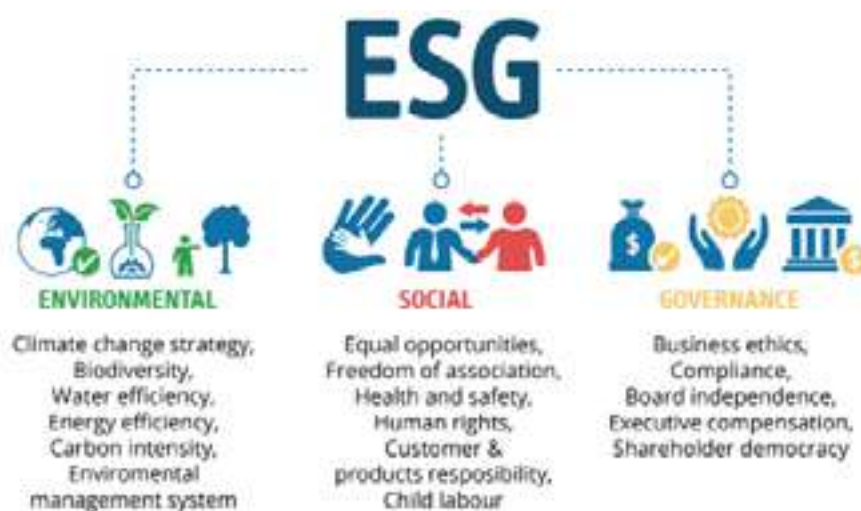 ESG
ENVIRONMENTAL
Climate change strategy,
Biodiversity,
Water efficiency,
Energy efficiency,
Carbon intensity,
Enviromental
management system
SOCIAL
Equal opportunities,
Freedom of association,
Health and safety,
Human rights,
Customer &
products resposibility,
Child labour
GOVERNANCE
Business ethics,
Compliance,
Board independence,
Executive compensation,
Shareholder democracy